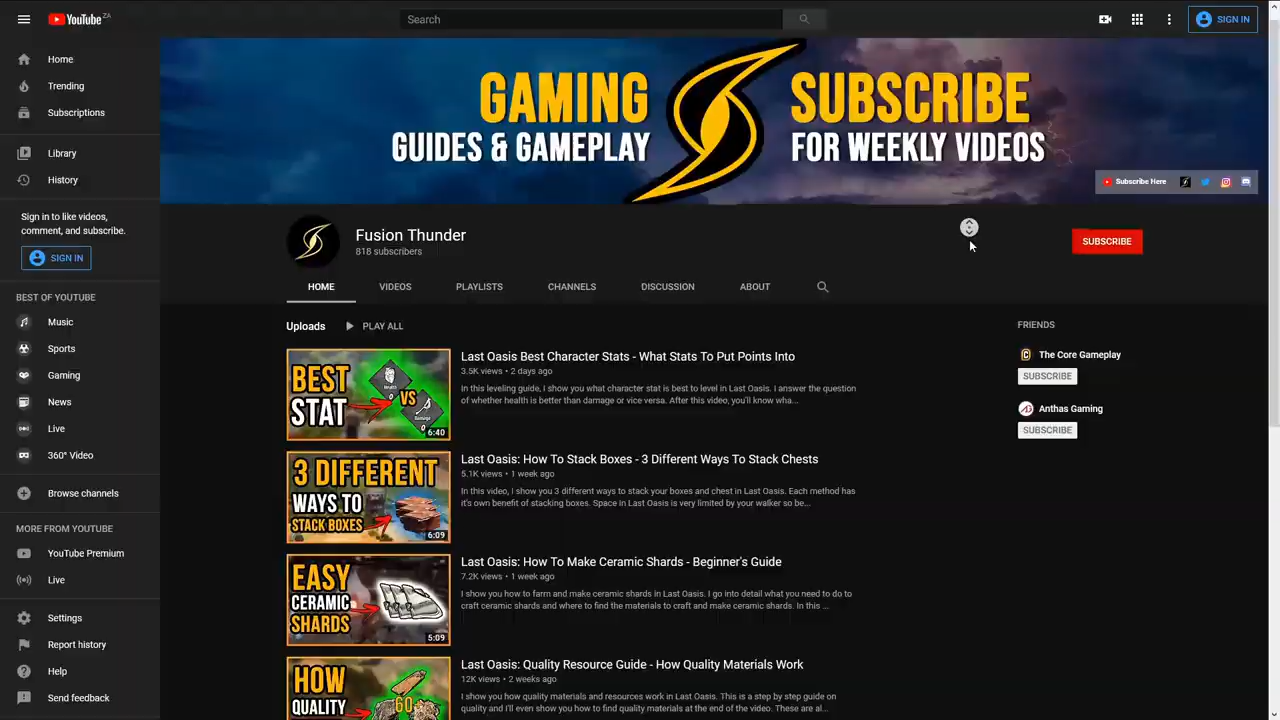 YouTube ZA
Search
SIGN IN
Home
Trending
Subscriptions
Library
History
Sign in to like videos,
comment, and subscribe.
SIGN IN
BEST OF YOUTUBE
Music
Sports
Gaming
News
Live
360° Video
Browse channels
MORE FROM YOUTUBE
YouTube Premium
Live
Settings
Report history
Help
Send feedback
GAMING
GUIDES & GAMEPLAY
SUBSCRIBE
FOR WEEKLY VIDEOS
Subscribe Here
Fusion Thunder
818 subscribers
SUBSCRIBE
HOME VIDEOS PLAYLISTS CHANNELS DISCUSSION ABOUT
Uploads PLAY ALL
BEST
STAT
VS
Health
0
Damage
0
6:40
Last Oasis Best Character Stats - What Stats To Put Points Into
3.5K views • 2 days ago
In this leveling guide, I show you what character stat is best to level in Last Oasis. I answer the question
of whether health is better than damage or vice versa. After this video, you'll know wha...
3 DIFFERENT
WAYS TO
STACK BOXES
6:09
Last Oasis: How To Stack Boxes - 3 Different Ways To Stack Chests
5.1K views • 1 week ago
In this video, I show you 3 different ways to stack your boxes and chest in Last Oasis. Each method has
it's own benefit of stacking boxes. Space in Last Oasis is very limited by your walker so be...
EASY
CERAMIC
SHARDS
5:09
Last Oasis: How To Make Ceramic Shards - Beginner's Guide
7.2K views • 1 week ago
I show you how to farm and make ceramic shards in Last Oasis. I go into detail what you need to do to
craft ceramic shards and where to find the materials to craft and make ceramic shards. In this ...
HOW
QUALITY
60
Last Oasis: Quality Resource Guide - How Quality Materials Work
12K views • 2 weeks ago
I show you how quality materials and resources work in Last Oasis. This is a step by step guide on
quality and I'll even show you how to find quality materials at the end of the video. These are al...
FRIENDS
The Core Gameplay
SUBSCRIBE
Anthas Gaming
SUBSCRIBE